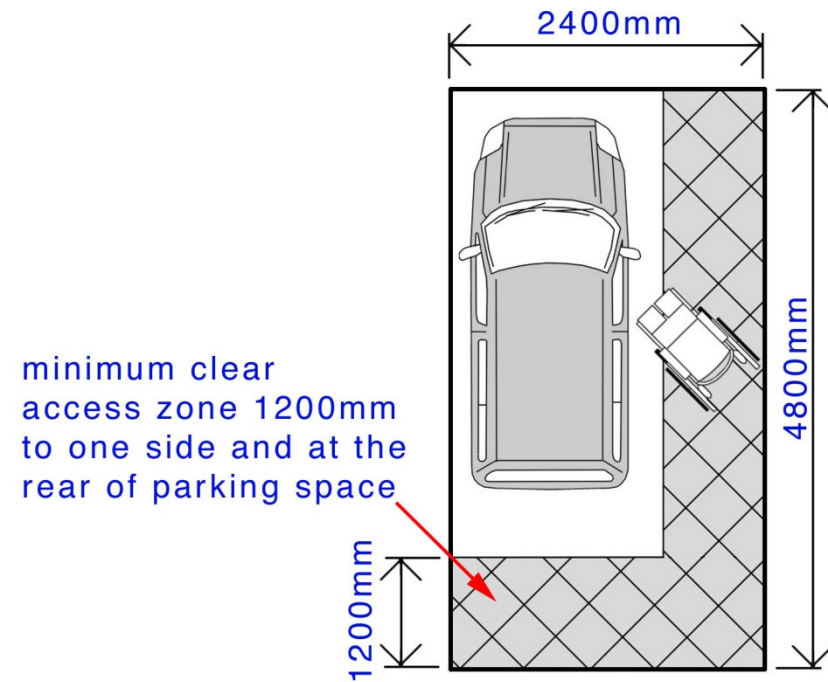 2400mm
4800mm
minimum clear
access zone 1200mm
to one side and at the
rear of parking space
1200mm